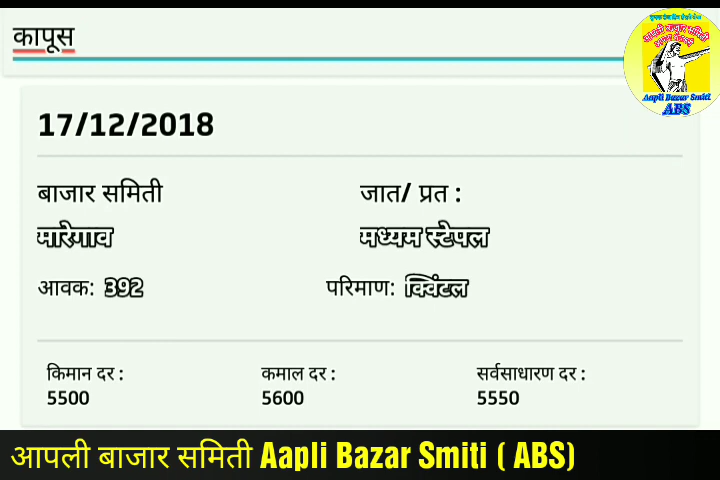 कापूस
17/12/2018
बाजार समिती
जात/ प्रत :
मारेगाव
मध्यम स्टेपल
आवक: 392
परिमाण: क्विंटल
किमान दर :
कमाल दर :
सर्वसाधारण दर :
5500
5600
5550
Aapli Bazar Smiti
ABS
आपली बाजार समिती Aapli Bazar Smiti ( ABS)